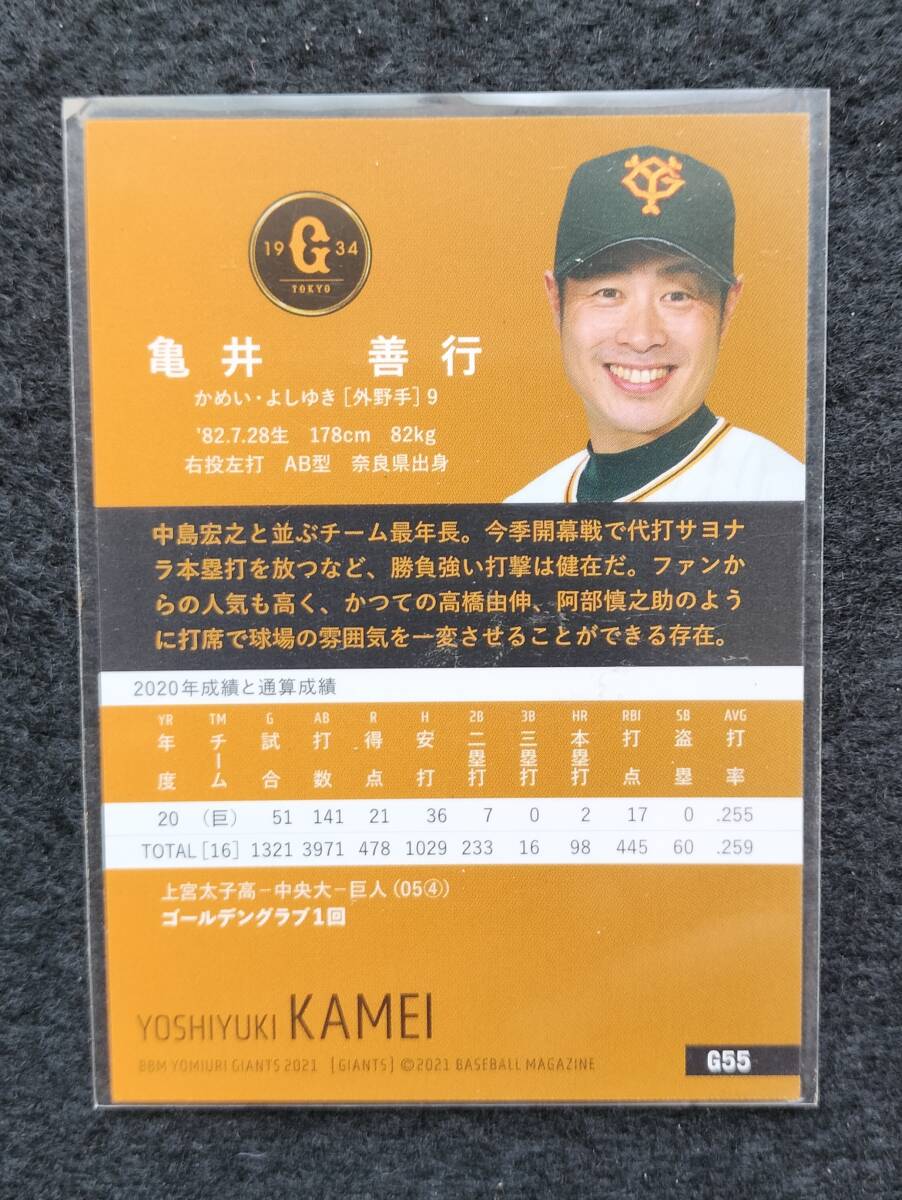 YG
19 G 34
TOKYO
亀井 善行
かめい・よしゆき[外野手]9
'82.7.28生 178cm 82kg
右投左打 AB型 奈良県出身
中島宏之と並ぶチーム最年長。今季開幕戦で代打サヨナ
ラ本塁打を放つなど、勝負強い打撃は健在だ。ファンか
らの人気も高く、かつての高橋由伸、阿部慎之助のよう
に打席で球場の雰囲気を一変させることができる存在。
2020年成績と通算成績
YR TM G AB R H 2B 3B HR RBI SB AVG
年度 チーム 試合 打数 得点 安打 二塁打 三塁打 本塁打 打点 盗塁 打率
20 (巨) 51 141 21 36 7 0 2 17 0 .255
TOTAL[16] 1321 3971 478 1029 233 16 98 445 60 .259
上宮太子高－中央大－巨人(05④)
ゴールデングラブ1回
YOSHIYUKI KAMEI
BBM YOMIURI GIANTS 2021 [GIANTS] ©2021 BASEBALL MAGAZINE
G55